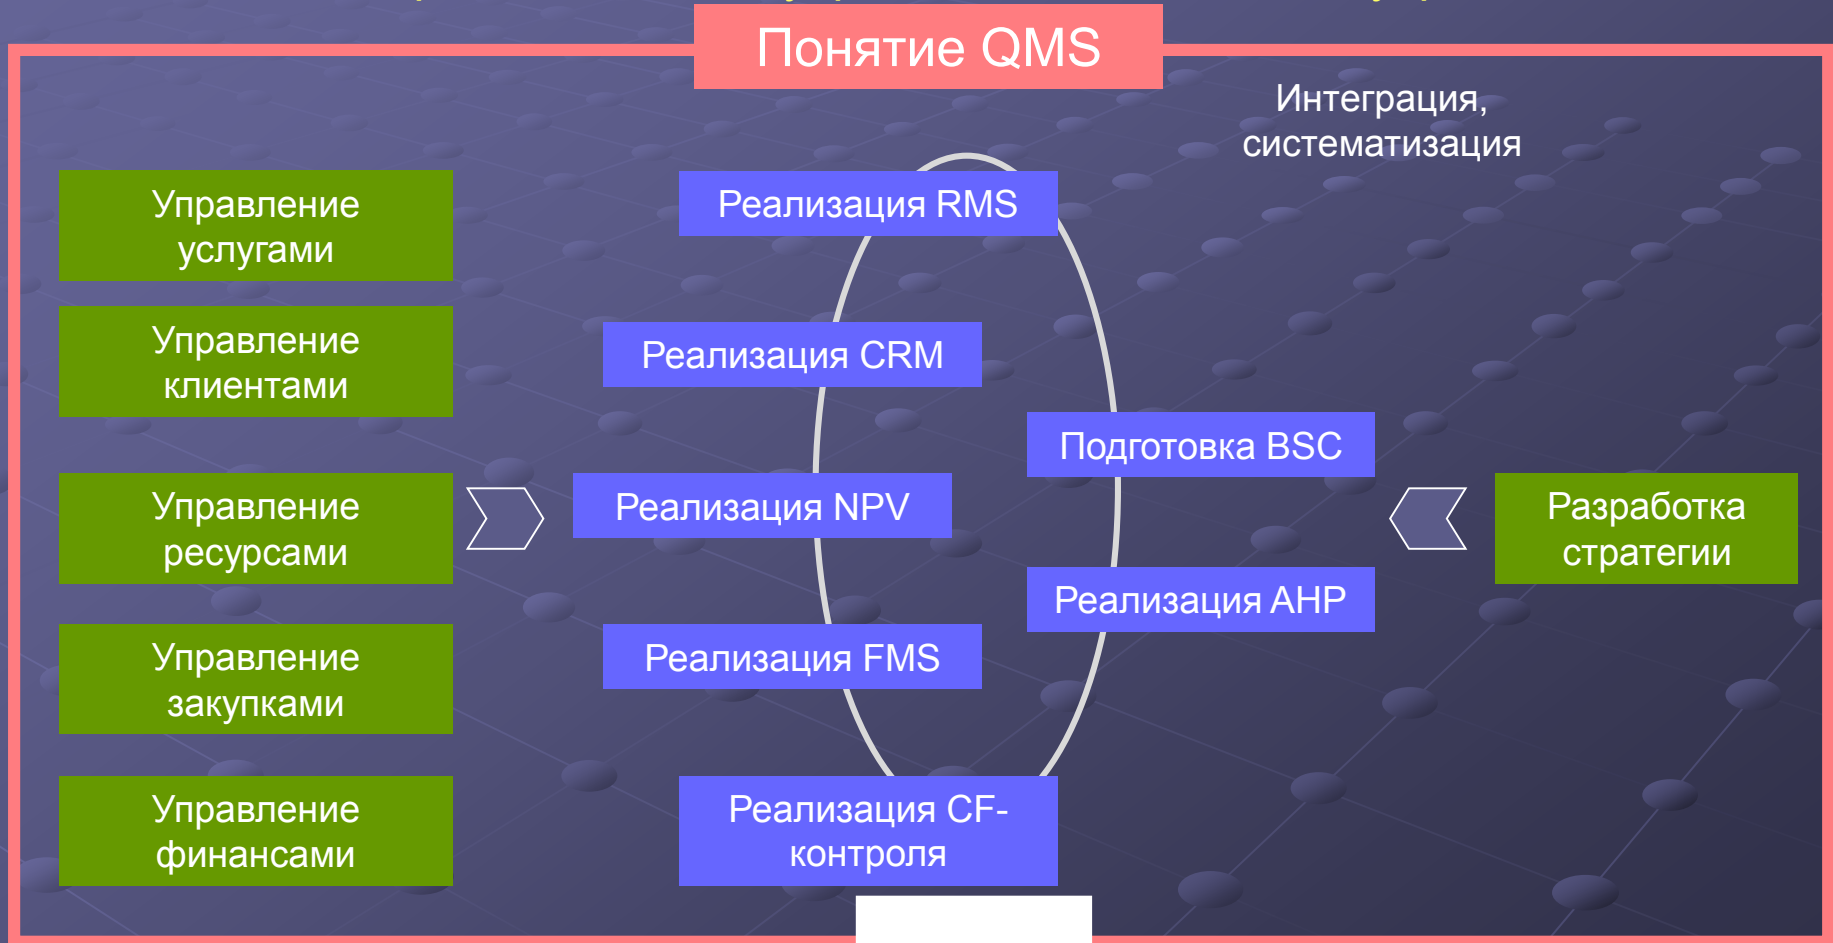 Понятие QMS
Интеграция,
систематизация
Управление
услугами
Управление
клиентами
Управление
ресурсами
Управление
закупками
Управление
финансами
Реализация RMS
Реализация CRM
Реализация NPV
Реализация FMS
Реализация CF-
контроля
Подготовка BSC
Реализация AHP
Разработка
стратегии